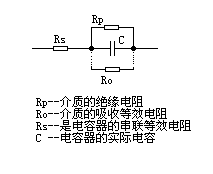 Rp
Rs
C
Ro
Rp--介质的绝缘电阻
Ro--介质的吸收等效电阻
Rs--是电容器的串联等效电阻
C --电容器的实际电容